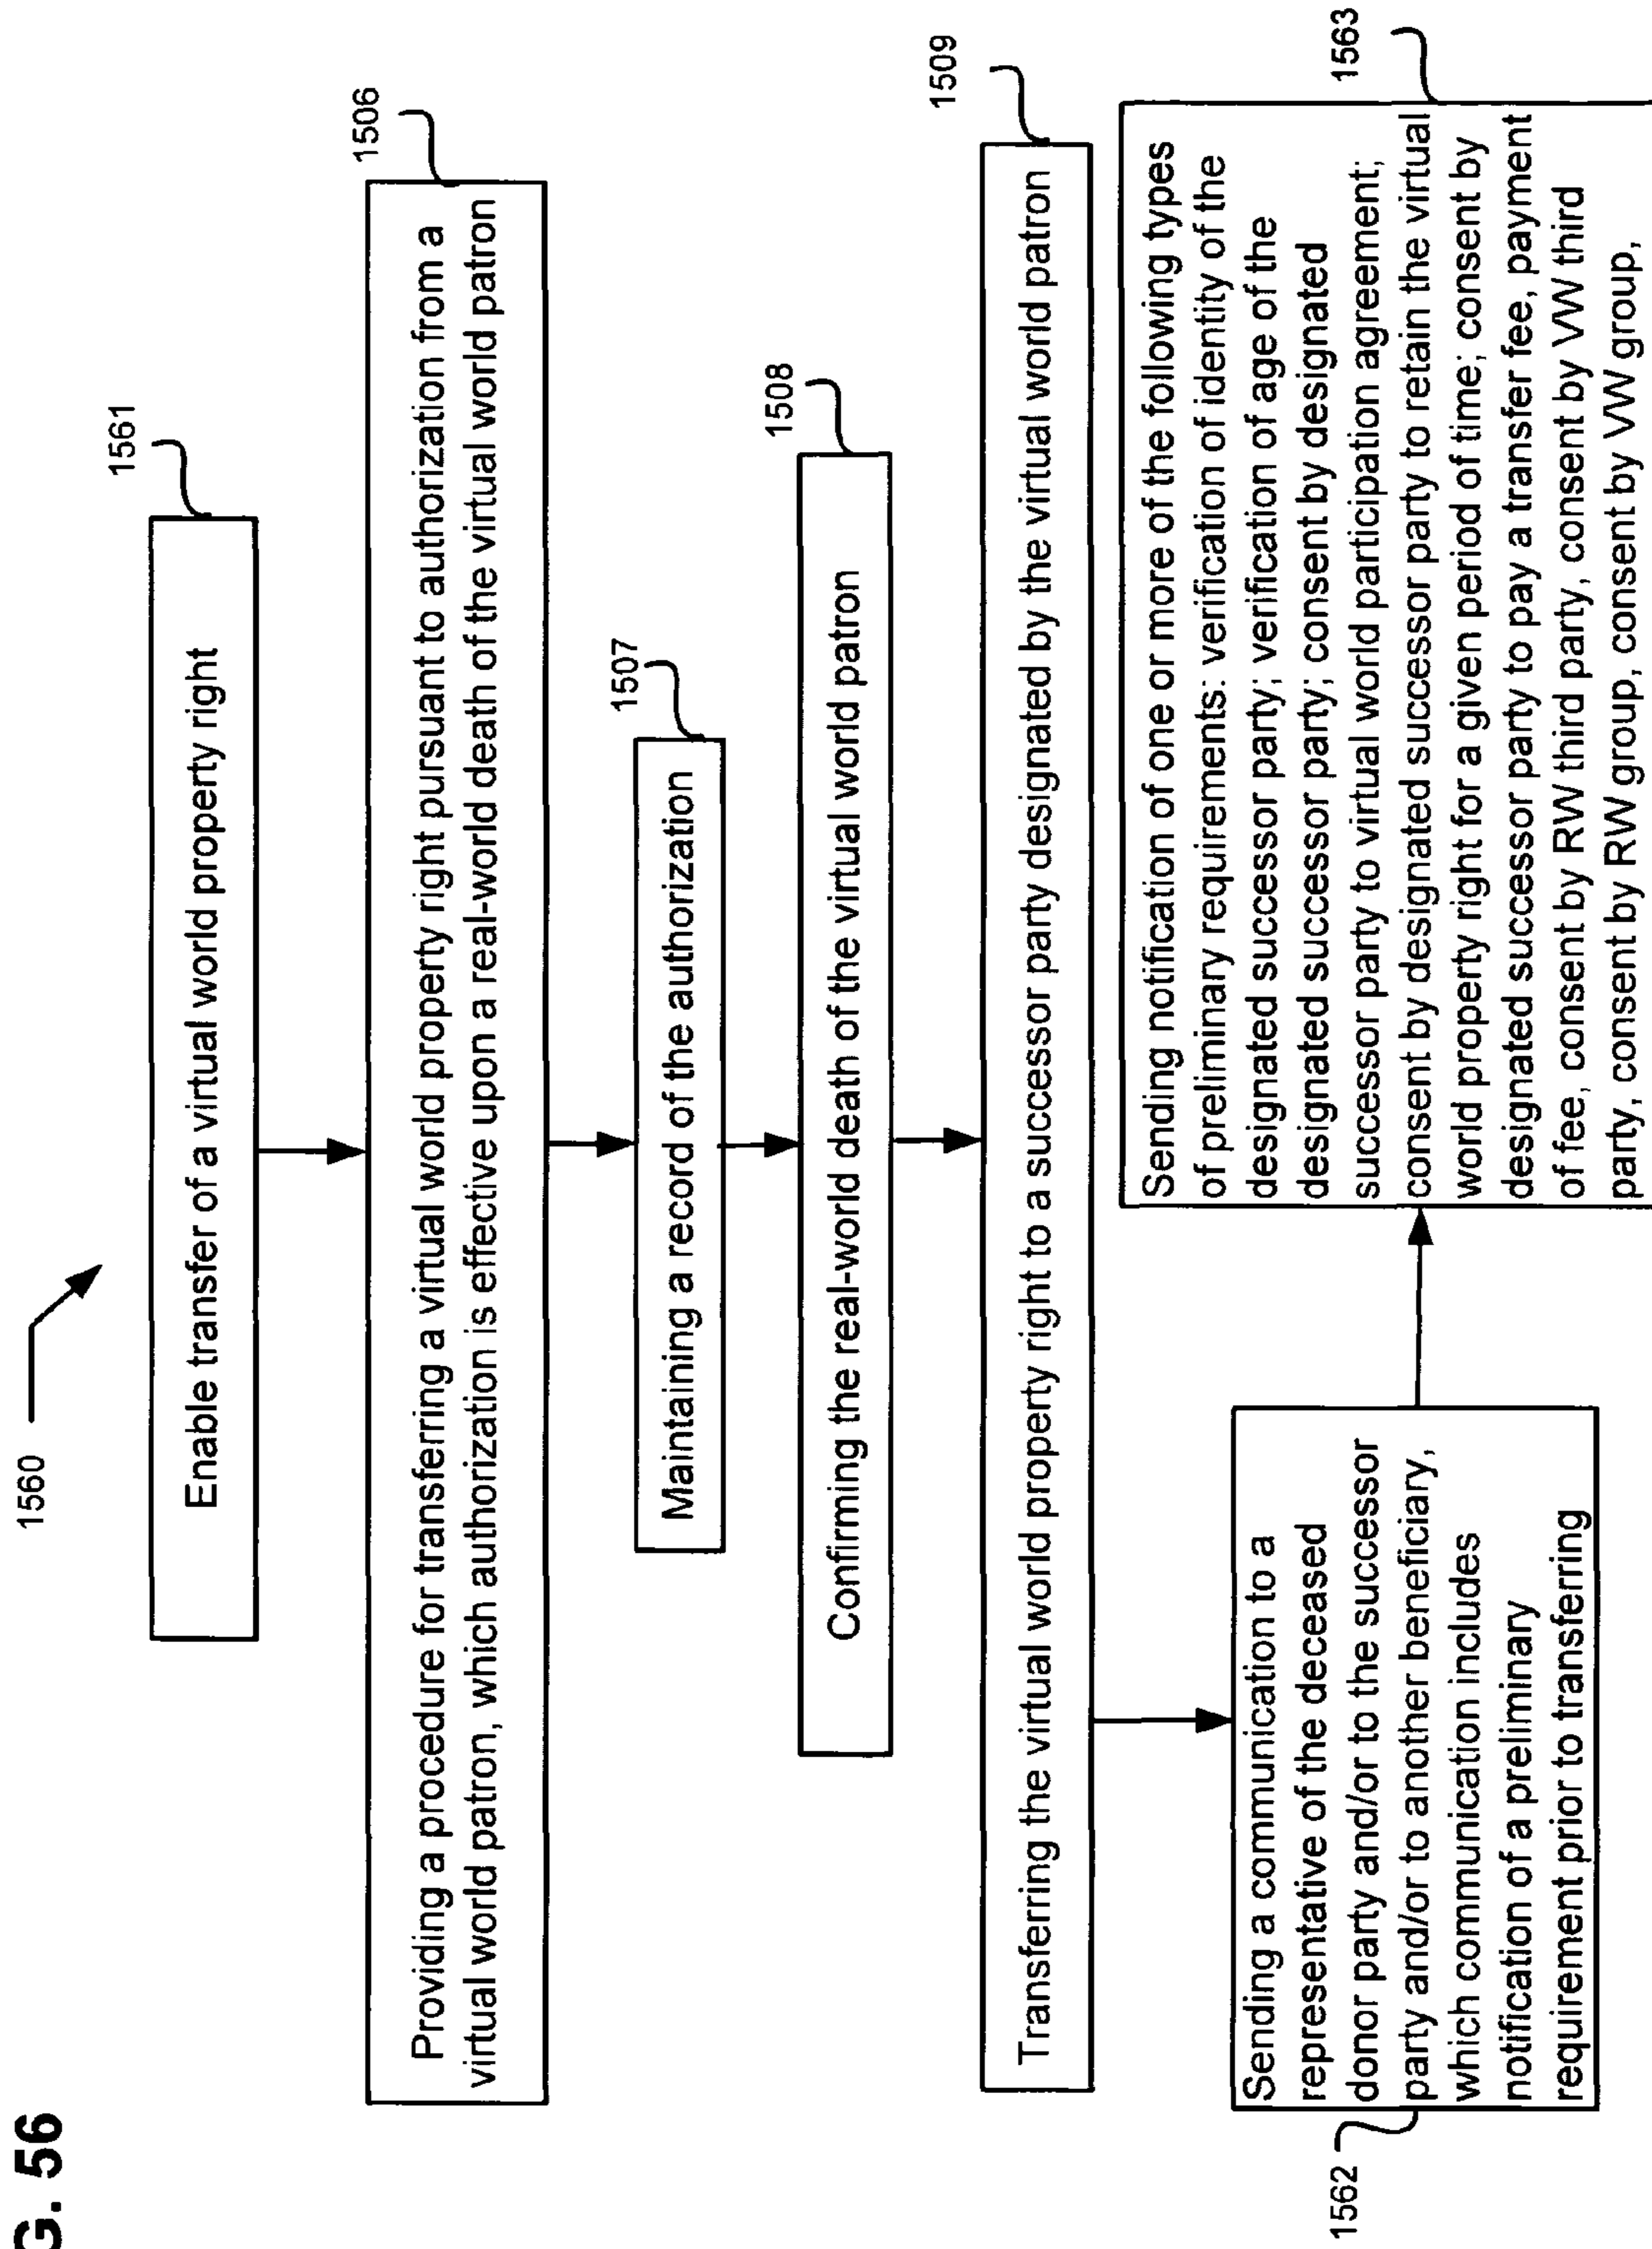 G. 56
1560
1561
Enable transfer of a virtual world property right
1506
Providing a procedure for transferring a virtual world property right pursuant to authorization from a
virtual world patron, which authorization is effective upon a real-world death of the virtual world patron
1507
Maintaining a record of the authorization
1508
Confirming the real-world death of the virtual world patron
1509
Transferring the virtual world property right to a successor party designated by the virtual world patron
1562
Sending a communication to a
representative of the deceased
donor party and/or to the successor
party and/or to another beneficiary,
which communication includes
notification of a preliminary
requirement prior to transferring
1563
Sending notification of one or more of the following types
of preliminary requirements: verification of identity of the
designated successor party; verification of age of the
designated successor party; consent by designated
successor party to virtual world participation agreement;
consent by designated successor party to retain the virtual
world property right for a given period of time; consent by
designated successor party to pay a transfer fee, payment
of fee, consent by RW third party, consent by VW third
party, consent by RW group, consent by VW group,